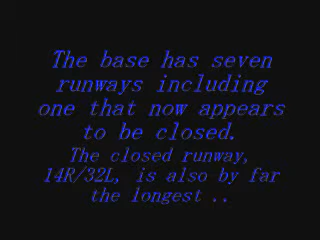 The base has seven
runways including
one that now appears
to be closed.
The closed runway,
14R/32L, is also by far
the longest ..